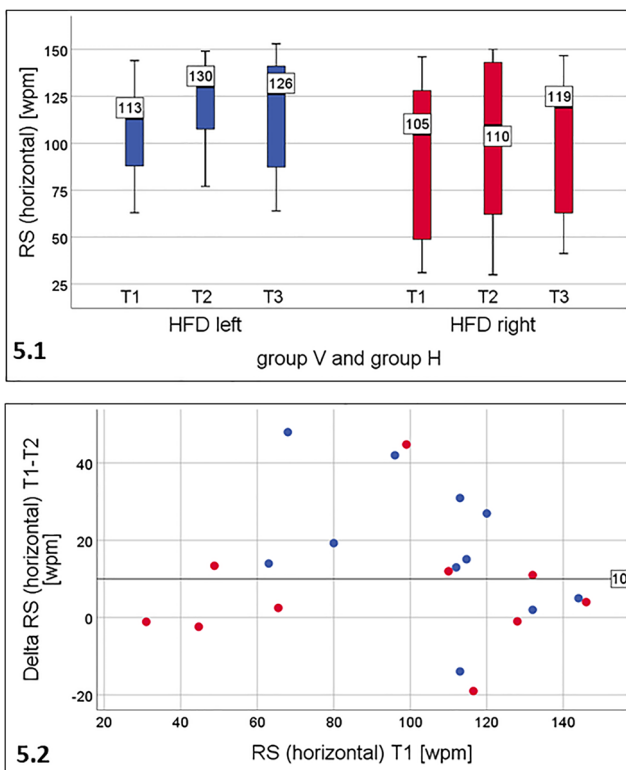 RS (horizontal) [wpm]
150
125
100
75
50
25
113
130
126
105
110
119
T1 T2 T3 T1 T2 T3
HFD left HFD right
group V and group H
5.1
Delta RS (horizontal) T1-T2
[wpm]
40
20
0
-20
10
20 40 60 80 100 120 140
RS (horizontal) T1 [wpm]
5.2